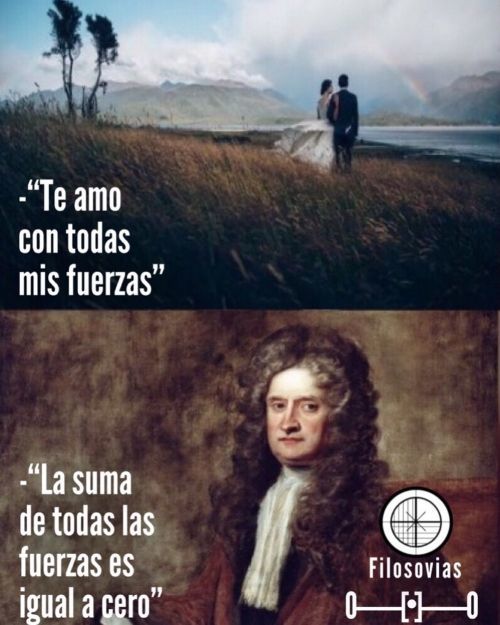 -“Te amo
con todas
mis fuerzas”
-“La suma
de todas las
fuerzas es
igual a cero”
Filosovias